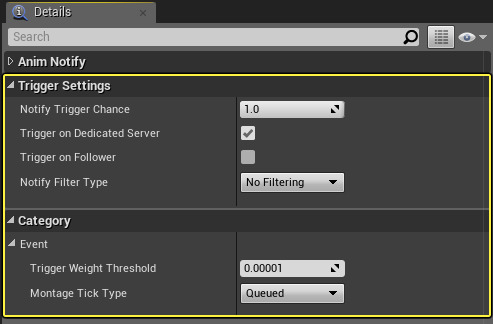 Details
Search
Anim Notify
Trigger Settings
Notify Trigger Chance 1.0
Trigger on Dedicated Server
Trigger on Follower
Notify Filter Type No Filtering
Category
Event
Trigger Weight Threshold 0.00001
Montage Tick Type Queued